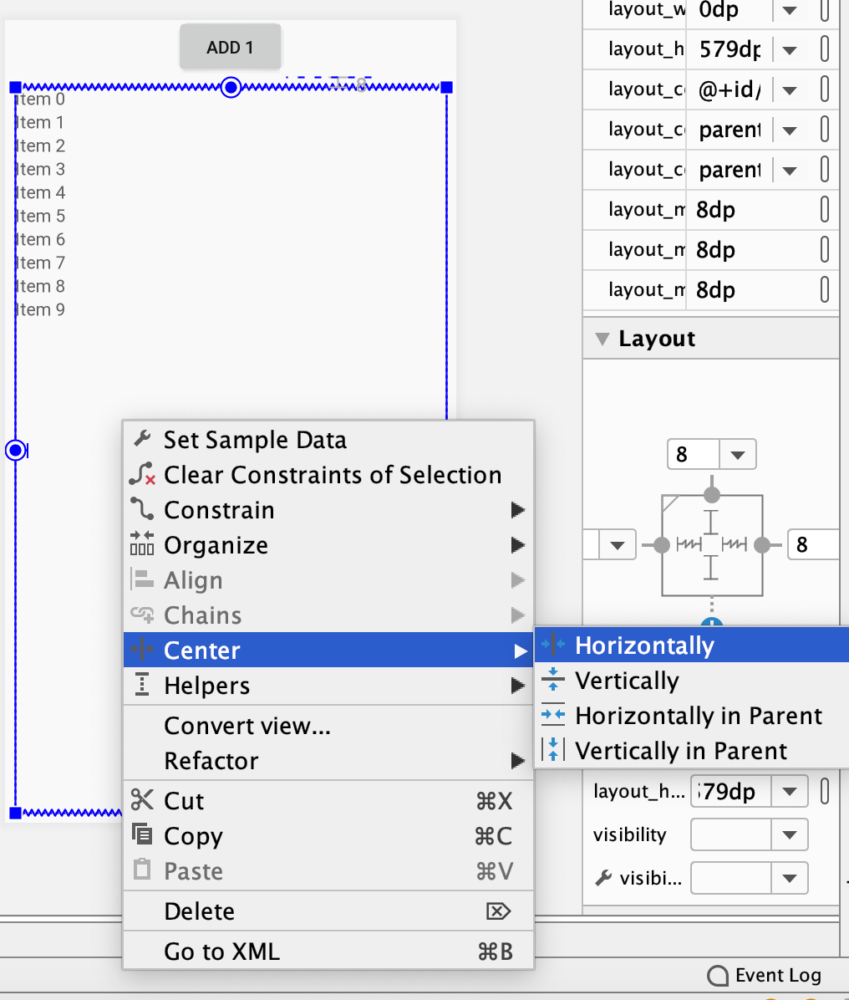 layout_w 0dp
ADD 1
layout_h 579dp
8
layout_c @+id/
Item 0
Item 1
layout_c parent
Item 2
Item 3
layout_c parent
Item 4
Item 5
layout_m 8dp
Item 6
Item 7
layout_m 8dp
Item 8
layout_m 8dp
Item 9
Layout
8
8
Set Sample Data
Clear Constraints of Selection
Constrain
Organize
Align
Chains
Center
Helpers
Convert view...
Refactor
Cut ⌘X
Copy ⌘C
Paste ⌘V
Delete
Go to XML ⌘B
Horizontally
Vertically
Horizontally in Parent
Vertically in Parent
layout_h... 579dp
visibility
visibi...
Event Log